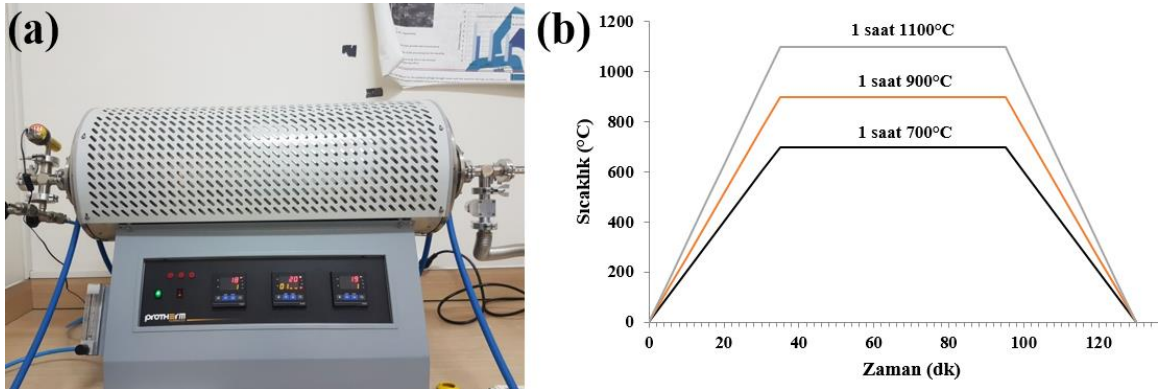 (a)
proTHERM
(b)
1200
1000
800
600
400
200
0
Sıcakhk (°C)
1 saat 1100°C
1 saat 900°C
1 saat 700°C
0 20 40 60 80 100 120
Zaman (dk)